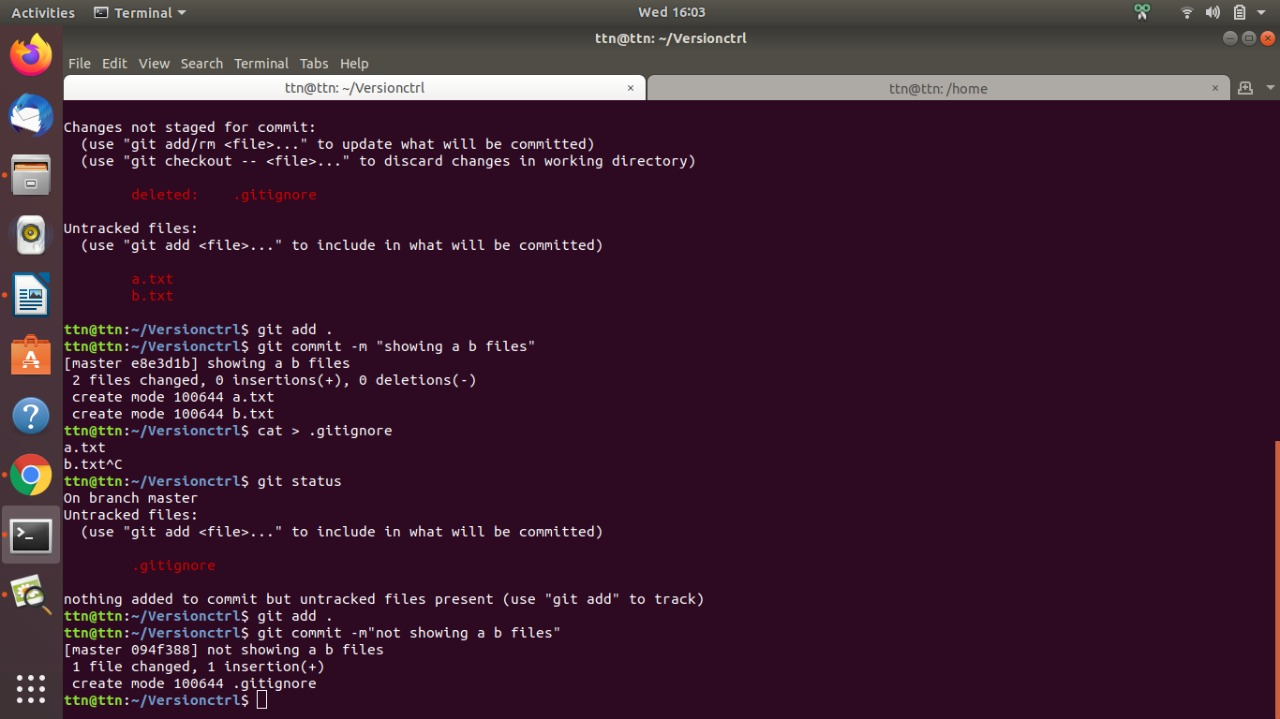 Activities Terminal Wed 16:03
ttn@ttn: ~/Versionctrl
File Edit View Search Terminal Tabs Help
ttn@ttn: ~/Versionctrl × ttn@ttn: /home ×
Changes not staged for commit:
(use "git add/rm <file>..." to update what will be committed)
(use "git checkout -- <file>..." to discard changes in working directory)
deleted: .gitignore
Untracked files:
(use "git add <file>..." to include in what will be committed)
a.txt
b.txt
ttn@ttn:~/Versionctrl$ git add .
ttn@ttn:~/Versionctrl$ git commit -m "showing a b files"
[master e8e3d1b] showing a b files
2 files changed, 0 insertions(+), 0 deletions(-)
create mode 100644 a.txt
create mode 100644 b.txt
ttn@ttn:~/Versionctrl$ cat > .gitignore
a.txt
b.txt^C
ttn@ttn:~/Versionctrl$ git status
On branch master
Untracked files:
(use "git add <file>..." to include in what will be committed)
.gitignore
nothing added to commit but untracked files present (use "git add" to track)
ttn@ttn:~/Versionctrl$ git add .
ttn@ttn:~/Versionctrl$ git commit -m"not showing a b files"
[master 094f388] not showing a b files
1 file changed, 1 insertion(+)
create mode 100644 .gitignore
ttn@ttn:~/Versionctrl$